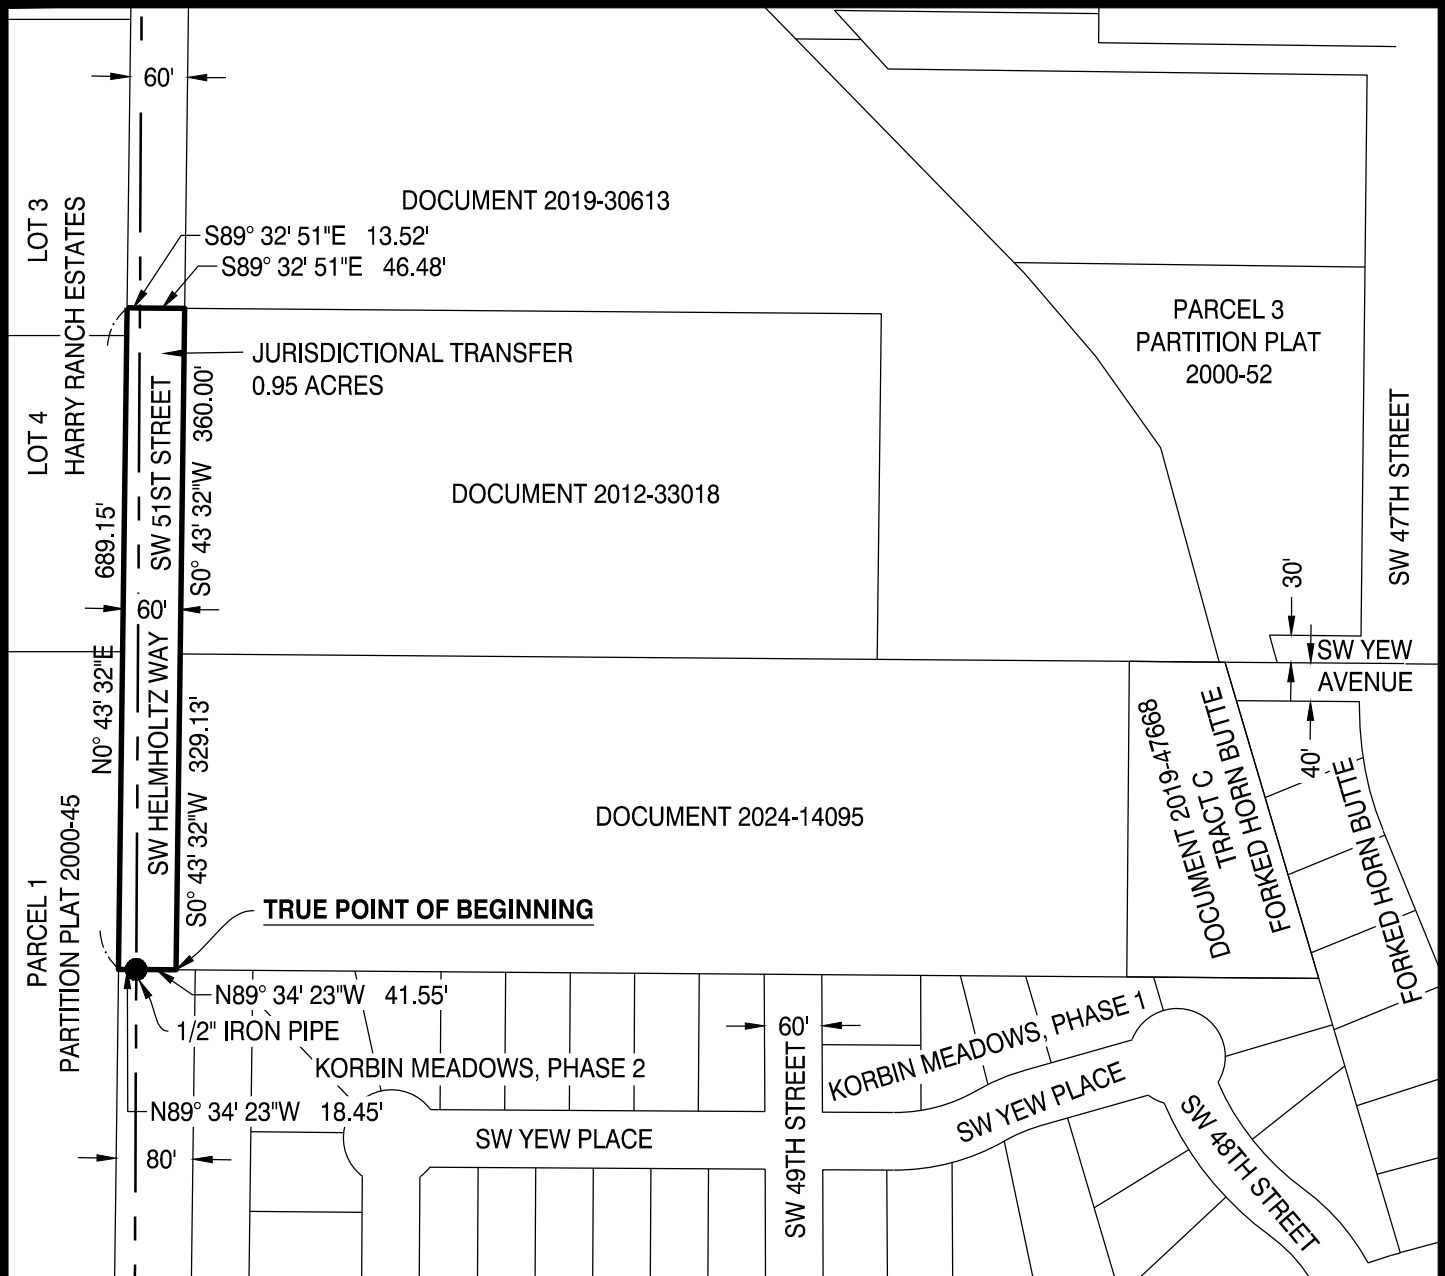 60'
DOCUMENT 2019-30613
LOT 3
HARRY RANCH ESTATES
LOT 4
S89° 32' 51"E 13.52'
S89° 32' 51"E 46.48'
JURISDICTIONAL TRANSFER
0.95 ACRES
PARCEL 3
PARTITION PLAT
2000-52
SW 47TH STREET
SW 51ST STREET
S0° 43' 32"W 360.00'
DOCUMENT 2012-33018
N0° 43' 32"E 689.15'
60'
SW HELMHOLTZ WAY
S0° 43' 32"W 329.13'
30'
SW YEW
AVENUE
40'
DOCUMENT 2019-47668
TRACT C
FORKED HORN BUTTE
FORKED HORN BUTTE
DOCUMENT 2024-14095
PARCEL 1
PARTITION PLAT 2000-45
TRUE POINT OF BEGINNING
N89° 34' 23"W 41.55'
1/2" IRON PIPE
KORBIN MEADOWS, PHASE 2
N89° 34' 23"W 18.45'
80'
SW YEW PLACE
60'
SW 49TH STREET
KORBIN MEADOWS, PHASE 1
SW YEW PLACE
SW 48TH STREET